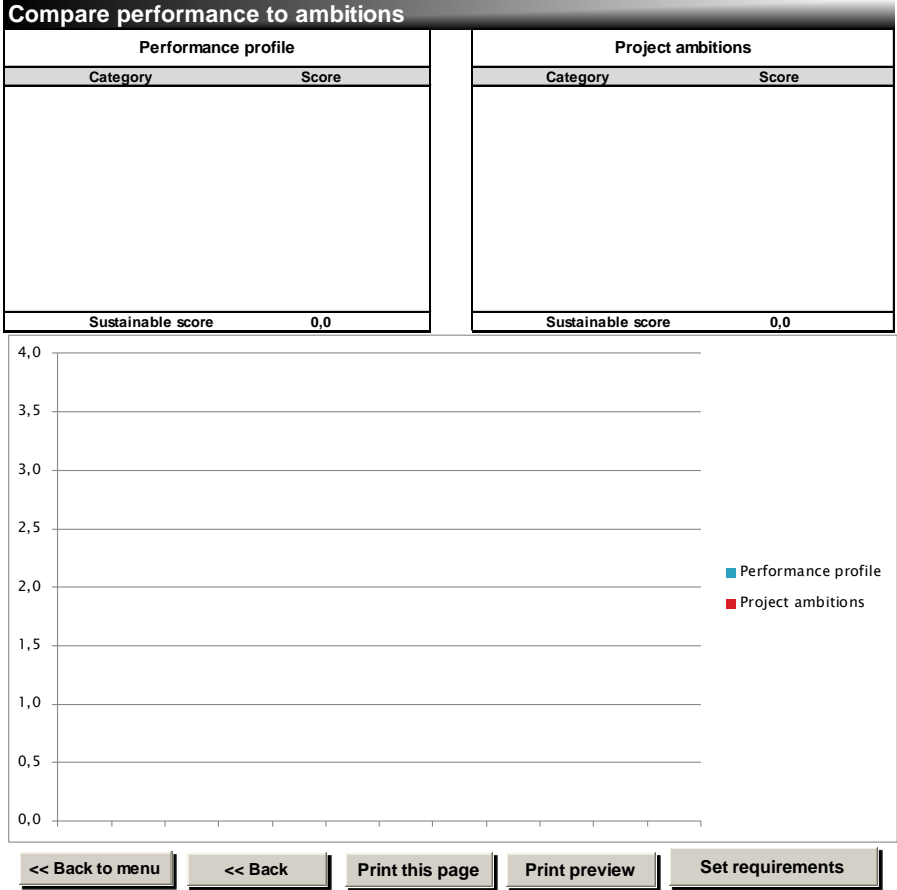 Compare performance to ambitions
Performance profile
Category Score
Sustainable score 0,0
Project ambitions
Category Score
Sustainable score 0,0
4,0
3,5
3,0
2,5
2,0
1,5
1,0
0,5
0,0
Performance profile
Project ambitions
<< Back to menu
<< Back
Print this page
Print preview
Set requirements